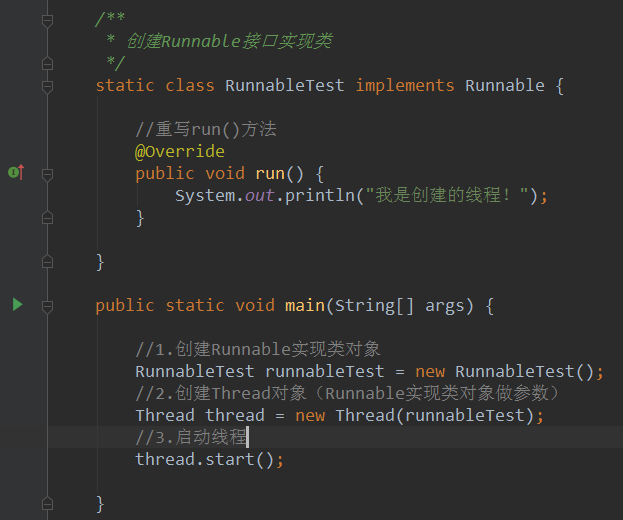 /**
 * 创建Runnable接口实现类
 */
static class RunnableTest implements Runnable {
//重写run()方法
@Override
public void run() {
System.out.println("我是创建的线程！");
}
}
public static void main(String[] args) {
//1.创建Runnable实现类对象
RunnableTest runnableTest = new RunnableTest();
//2.创建Thread对象（Runnable实现类对象做参数）
Thread thread = new Thread(runnableTest);
//3.启动线程
thread.start();
}